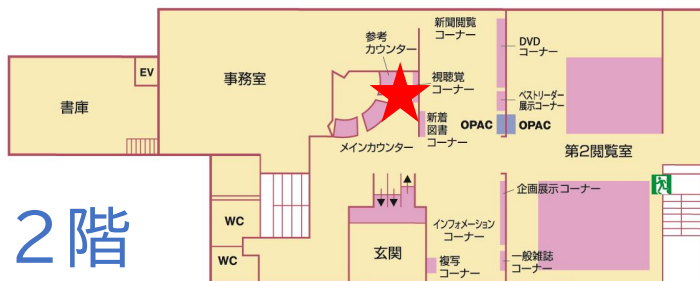 新聞閲覧
コーナー
参考
カウンター
DVD
コーナー
EV
事務室
視聴覚
コーナー
書庫
ベストリーダー
展示コーナー
新着
図書
コーナー
OPAC
OPAC
メインカウンター
第2閲覧室
企画展示コーナー
WC
インフォメーション
コーナー
2階
玄関
WC
複写
コーナー
一般雑誌
コーナー